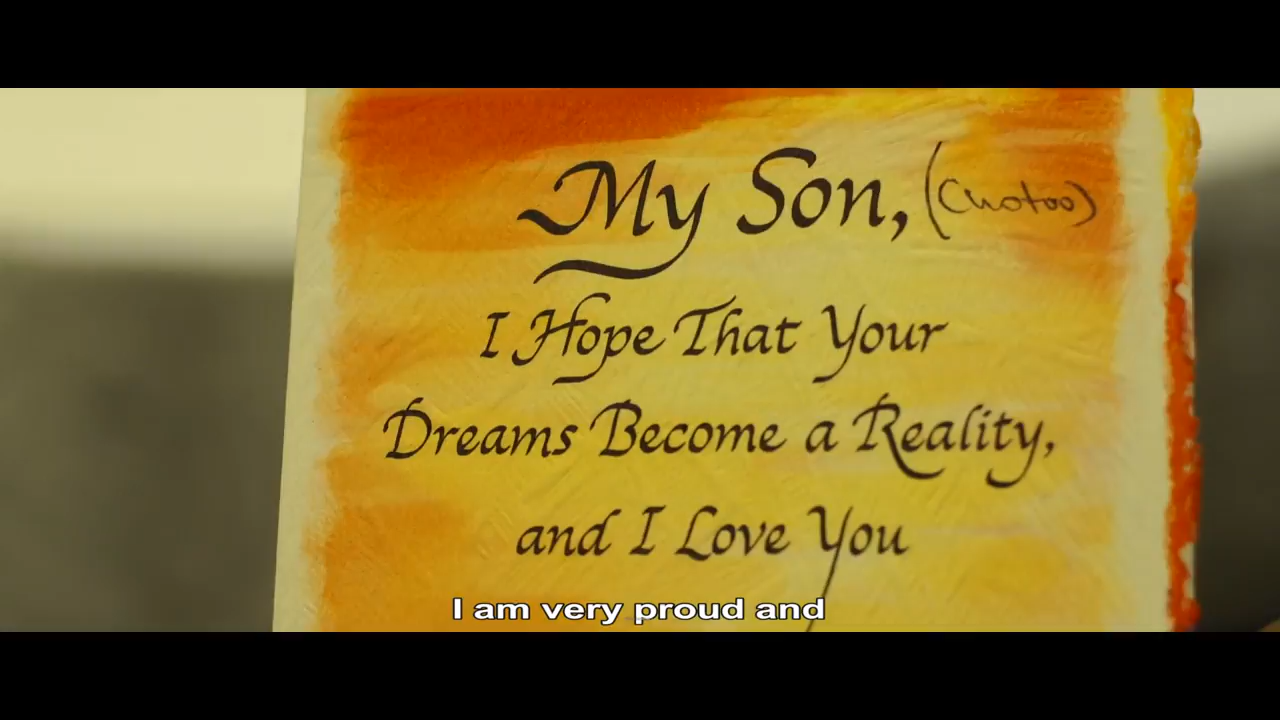 My Son, (Chotoo)
I Hope That Your
Dreams Become a Reality,
and I Love You
I am very proud and